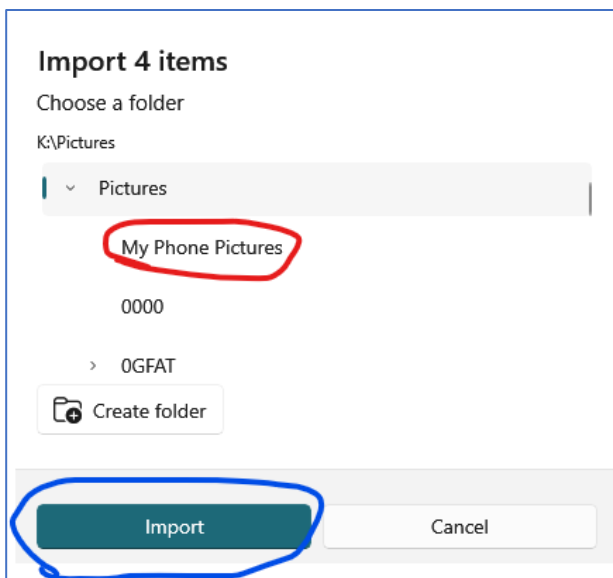 Import 4 items
Choose a folder
K:\Pictures
Pictures
My Phone Pictures
0000
0GFAT
Create folder
Import Cancel